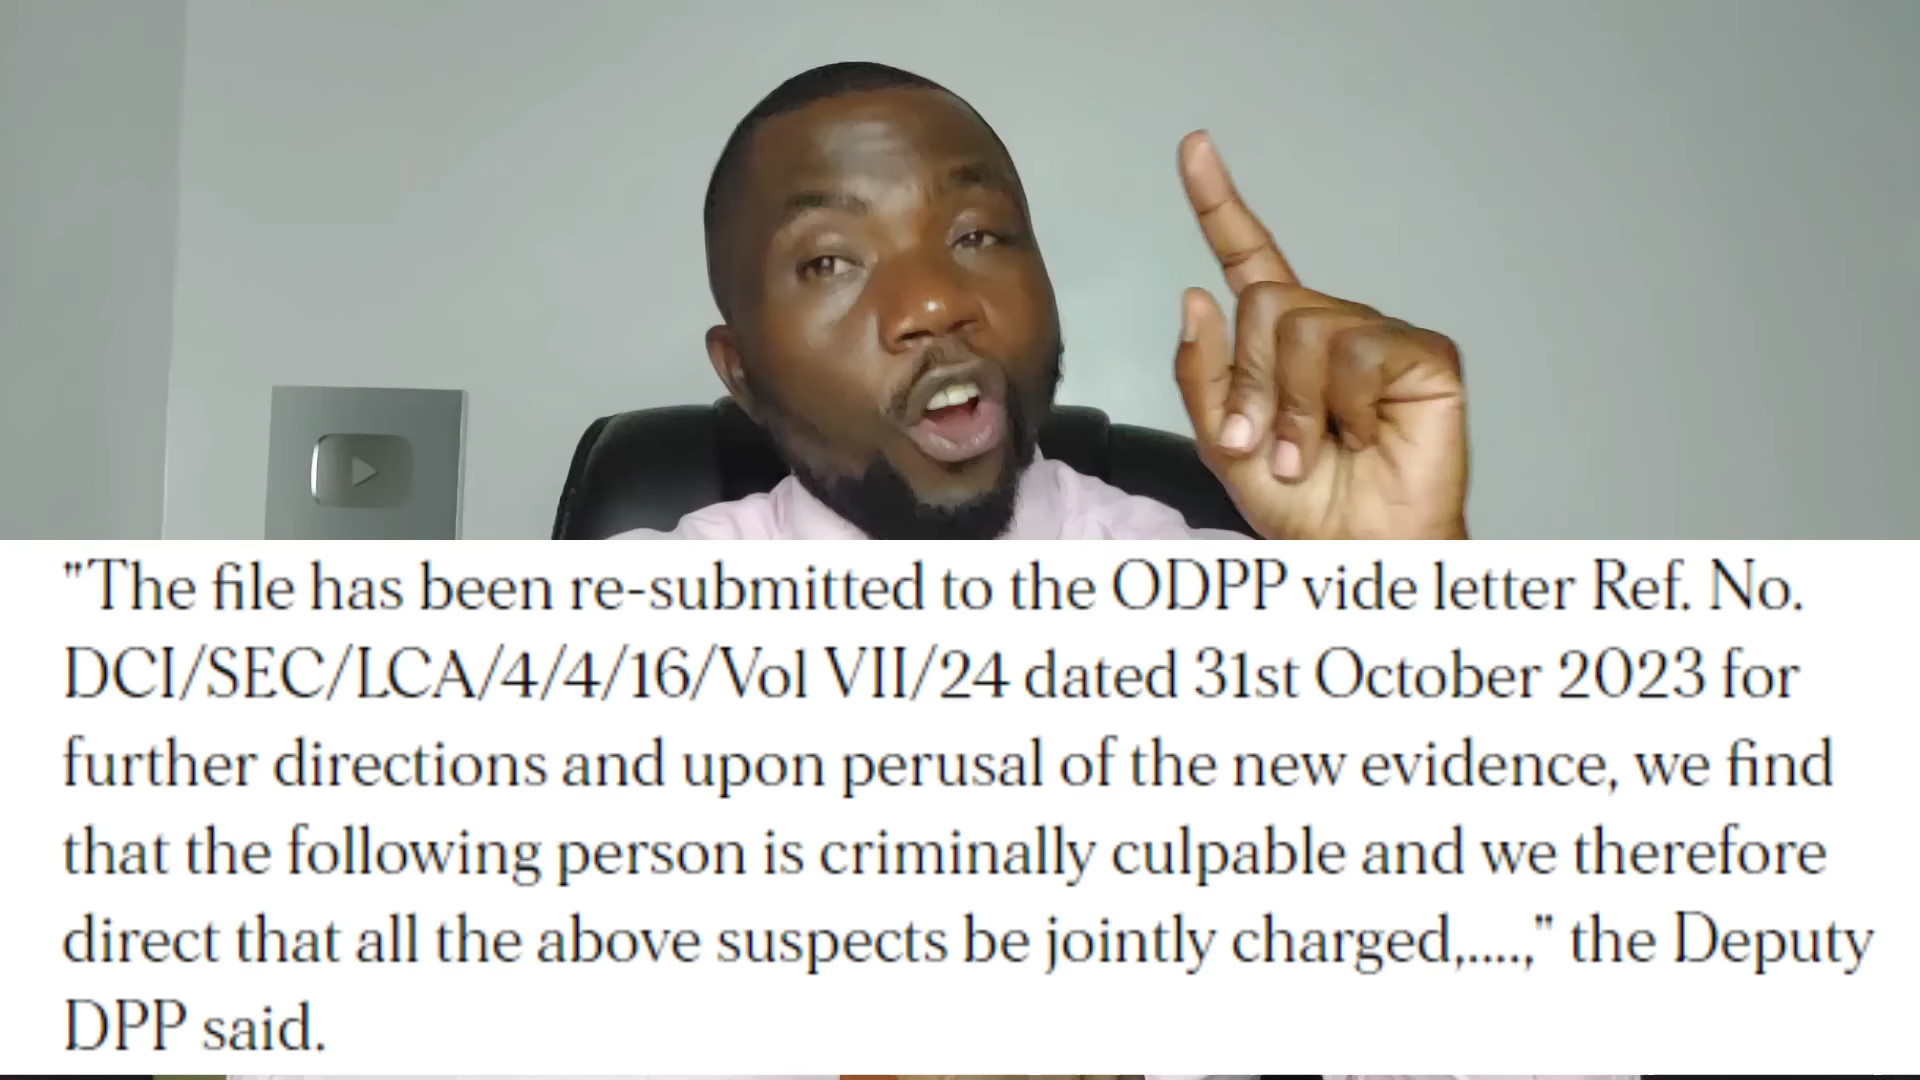 "The file has been re-submitted to the ODPP vide letter Ref. No.
DCI/SEC/LCA/4/4/16/Vol VII/24 dated 31st October 2023 for
further directions and upon perusal of the new evidence, we find
that the following person is criminally culpable and we therefore
direct that all the above suspects be jointly charged,....," the Deputy
DPP said.